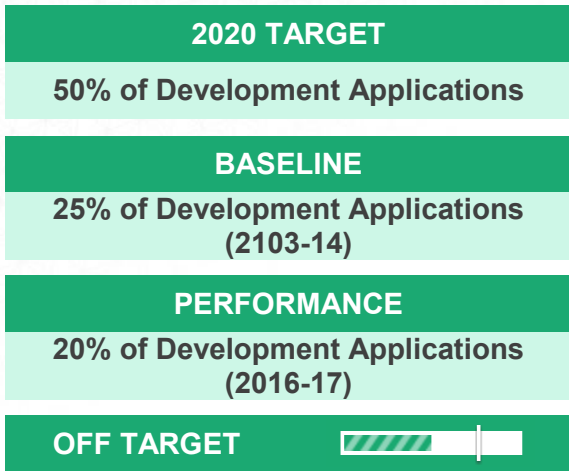 2020 TARGET
50% of Development Applications
BASELINE
25% of Development Applications
(2103-14)
PERFORMANCE
20% of Development Applications
(2016-17)
OFF TARGET